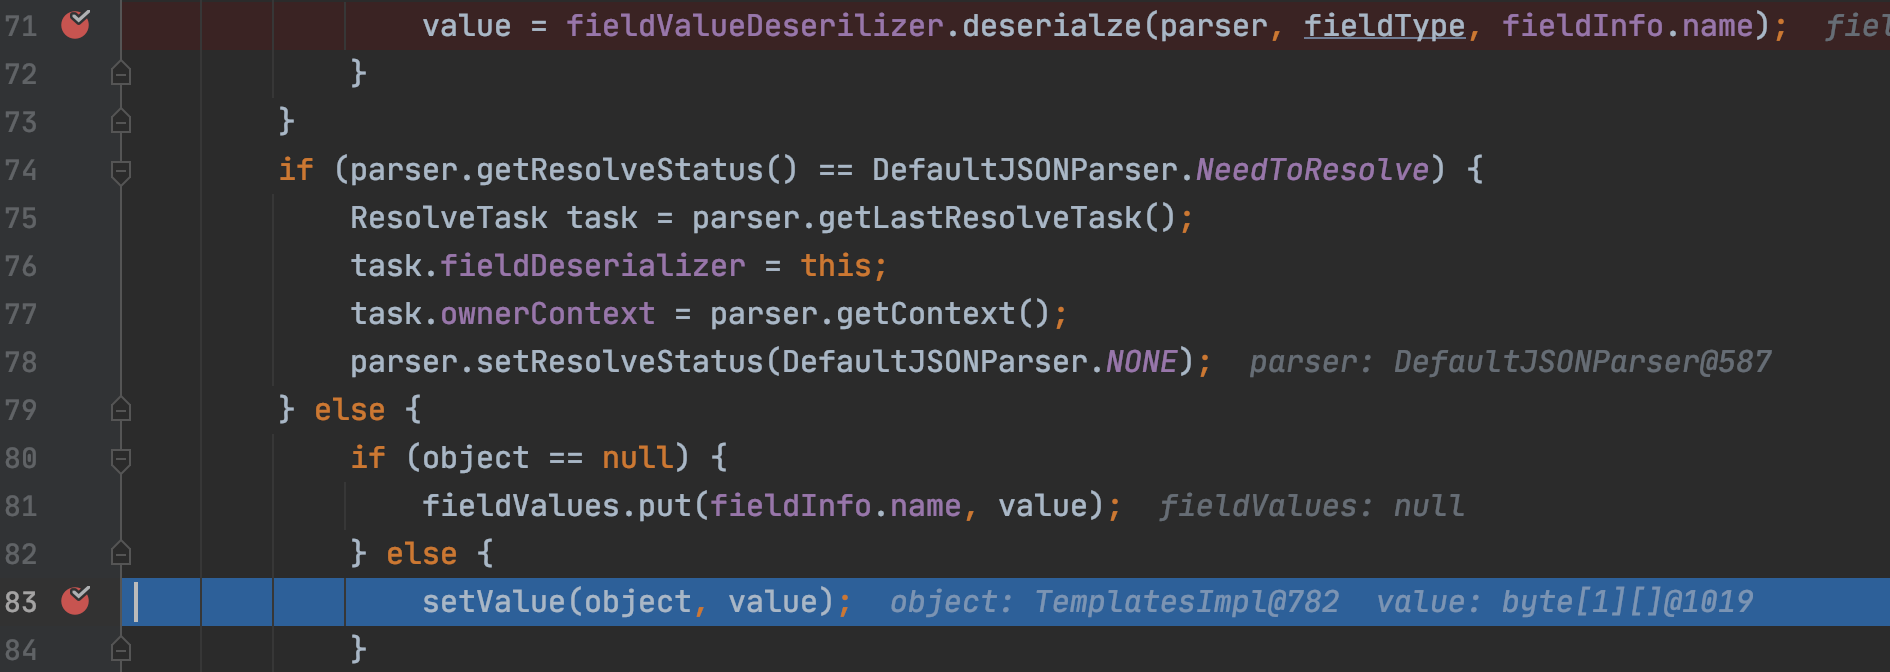 71 value = fieldValueDeserilizer.deserialze(parser, fieldType, fieldInfo.name); fiel
72 }
73 }
74 if (parser.getResolveStatus() == DefaultJSONParser.NeedToResolve) {
75 ResolveTask task = parser.getLastResolveTask();
76 task.fieldDeserializer = this;
77 task.ownerContext = parser.getContext();
78 parser.setResolveStatus(DefaultJSONParser.NONE); parser: DefaultJSONParser@587
79 } else {
80 if (object == null) {
81 fieldValues.put(fieldInfo.name, value); fieldValues: null
82 } else {
83 setValue(object, value); object: TemplatesImpl@782 value: byte[1][]@1019
84 }